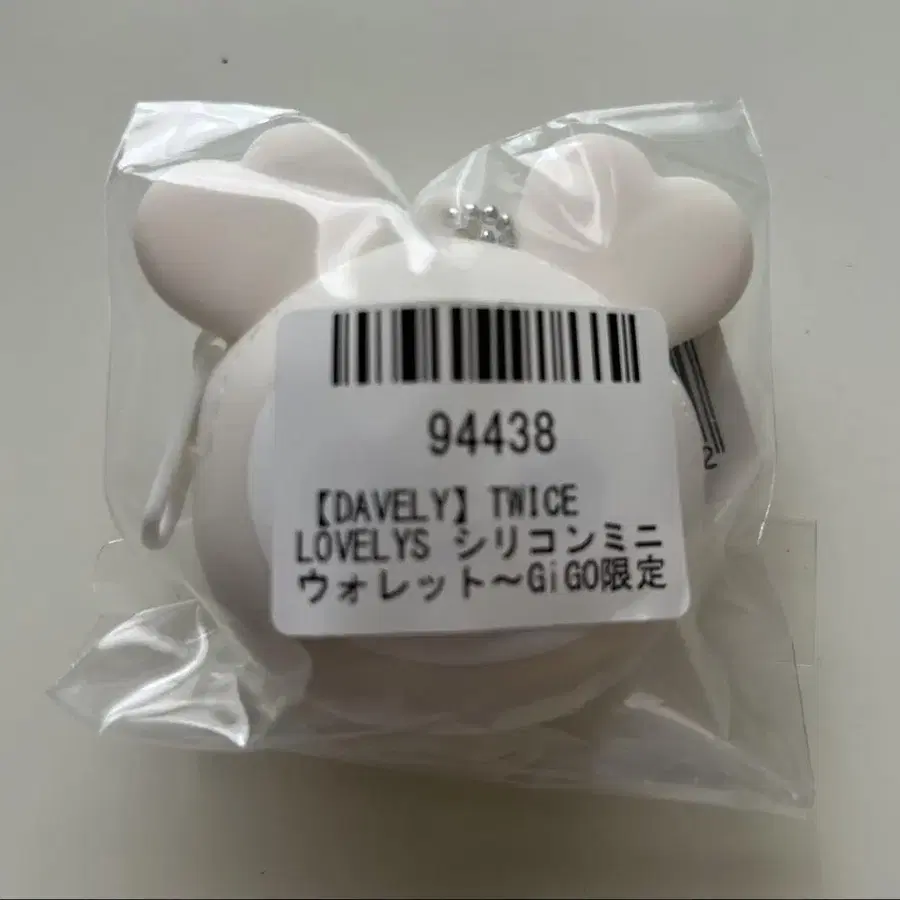 94438
【DAVELY】TWICE
LOVELYS シリコンミニ
ウォレット～GiGO限定
2